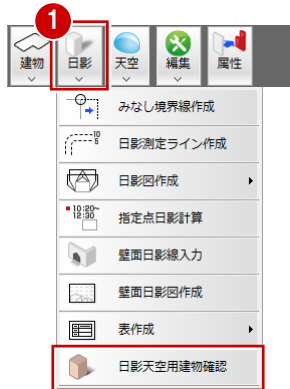 1
建物
日影
天空
編集
属性
みなし境界線作成
10
5
日影測定ライン作成
日影図作成
10:20~
12:30
指定点日影計算
壁面日影線入力
壁面日影図作成
表作成
日影天空用建物確認